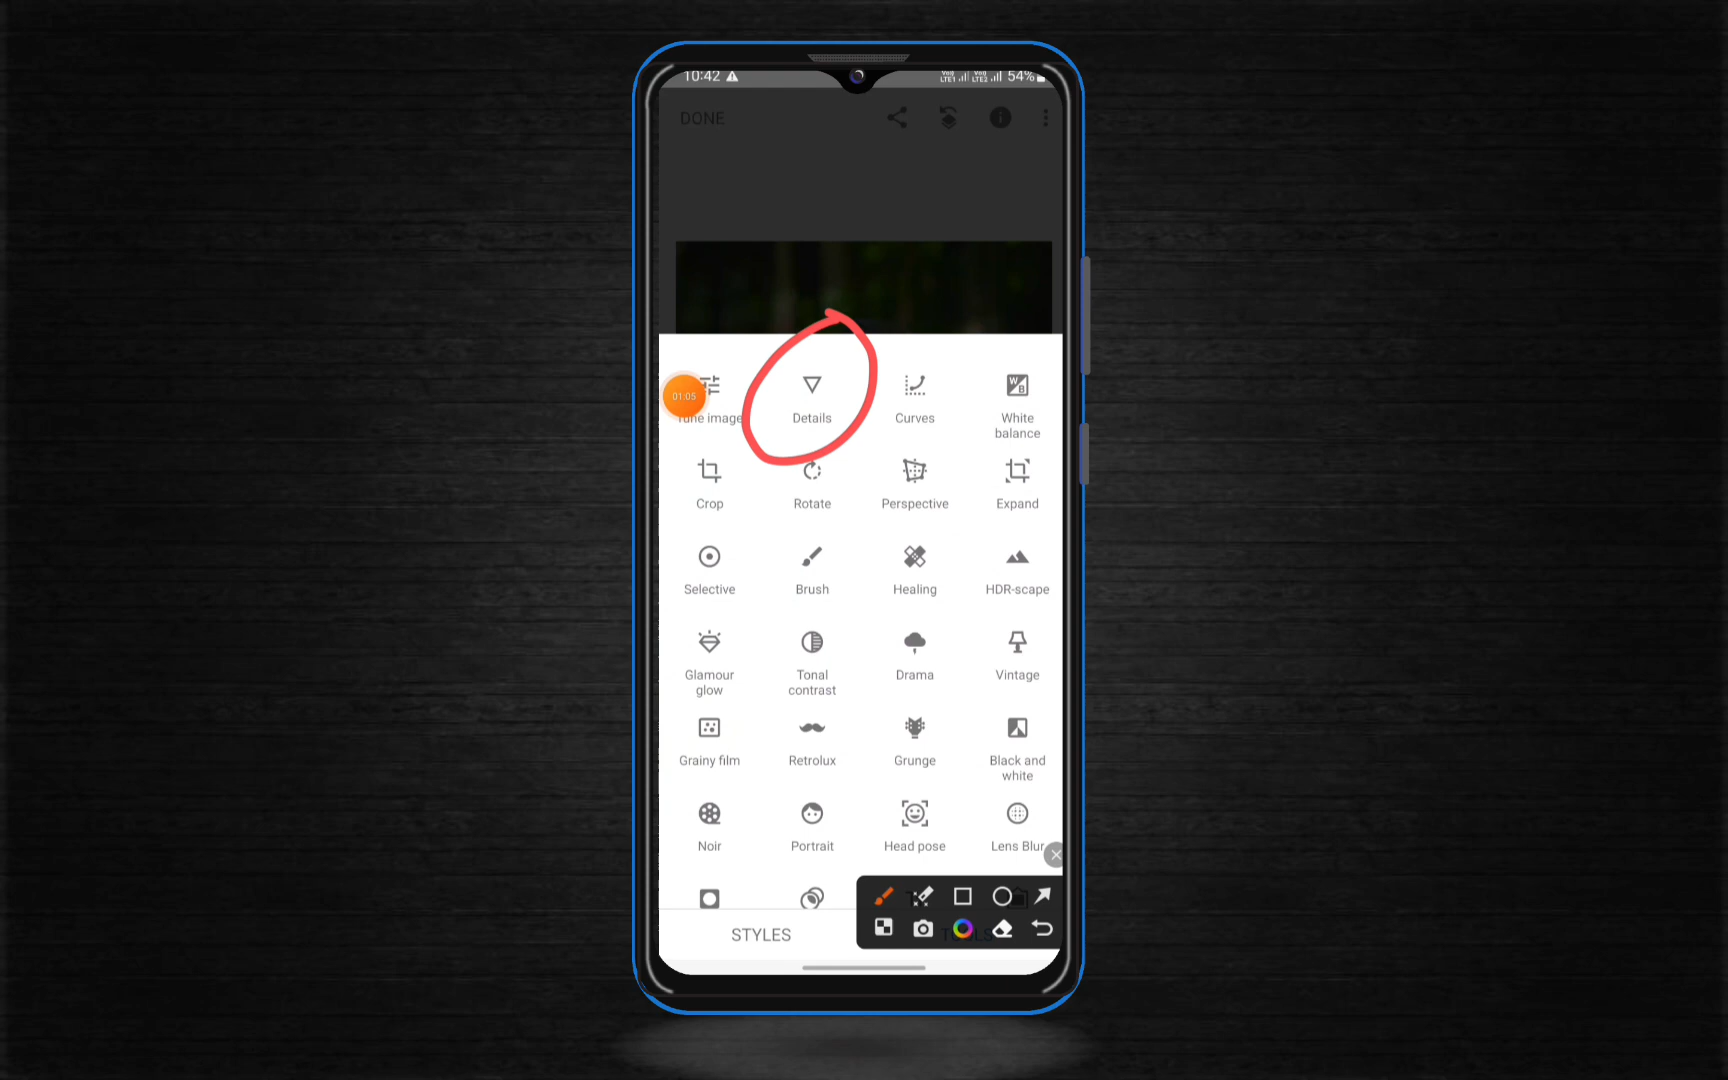 10:42 54%
DONE
01:05
Tune image Details Curves White balance
Crop Rotate Perspective Expand
Selective Brush Healing HDR-scape
Glamour glow Tonal contrast Drama Vintage
Grainy film Retrolux Grunge Black and white
Noir Portrait Head pose Lens Blur
STYLES TOOLS